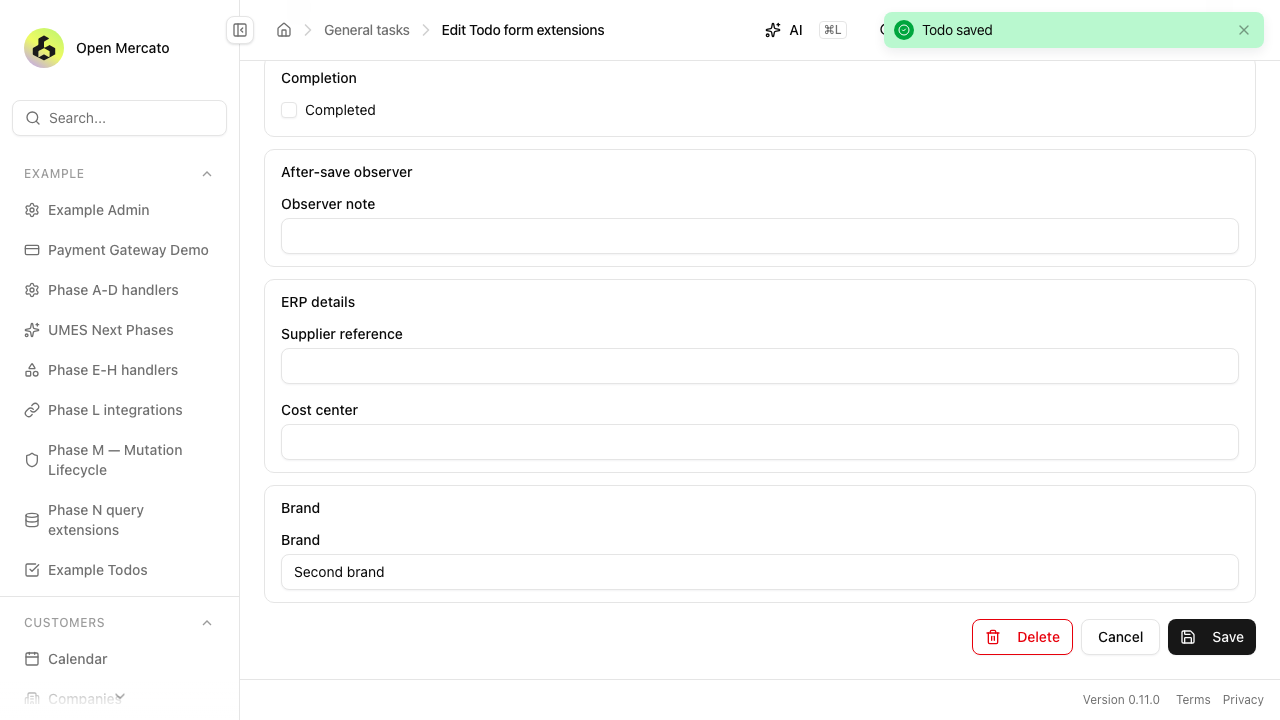 Open Mercato
Search...
EXAMPLE
Example Admin
Payment Gateway Demo
Phase A-D handlers
UMES Next Phases
Phase E-H handlers
Phase L integrations
Phase M — Mutation
Lifecycle
Phase N query
extensions
Example Todos
CUSTOMERS
Calendar
Companies
General tasks
Edit Todo form extensions
AI
⌘L
Todo saved
Completion
Completed
After-save observer
Observer note
ERP details
Supplier reference
Cost center
Brand
Brand
Second brand
Delete
Cancel
Save
Version 0.11.0
Terms
Privacy